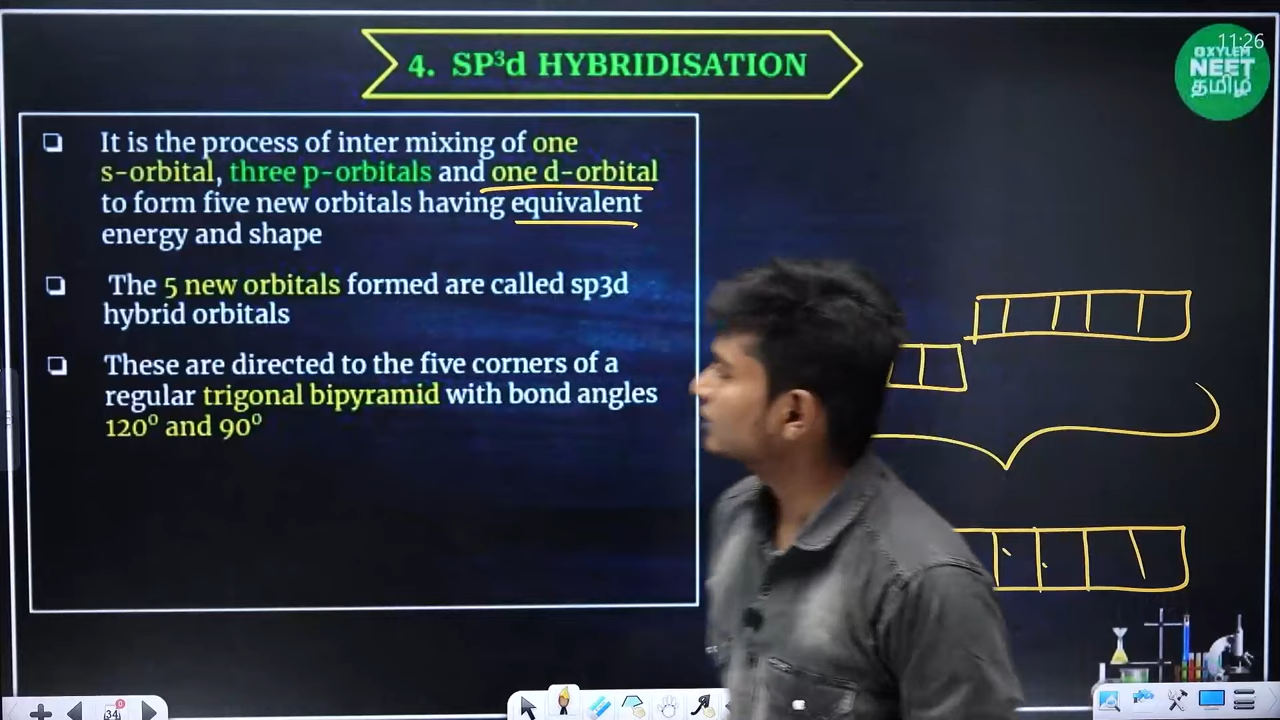 4. SP³d HYBRIDISATION
11:26
OXYLEM
NEET
தமிழ்
It is the process of inter mixing of one
s-orbital, three p-orbitals and one d-orbital
to form five new orbitals having equivalent
energy and shape
The 5 new orbitals formed are called sp3d
hybrid orbitals
These are directed to the five corners of a
regular trigonal bipyramid with bond angles
120⁰ and 90⁰
34